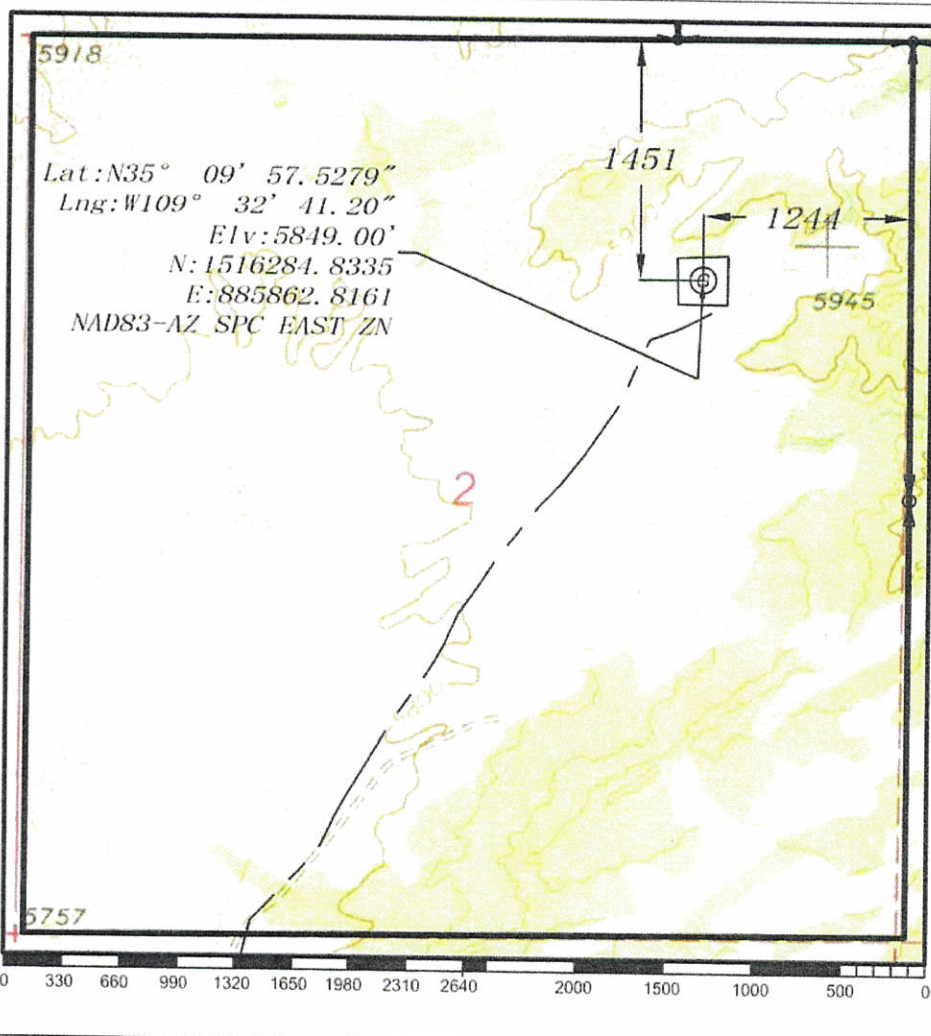 5918
1451
Lat:N35° 09' 57.5279"
Lng:W109° 32' 41.20"
Elv:5849.00'
N:1516284.8335
E:885862.8161
NAD83-AZ SPC EAST ZN
1244
5945
2
5757
0 330 660 990 1320 1650 1980 2310 2640 2000 1500 1000 500 0